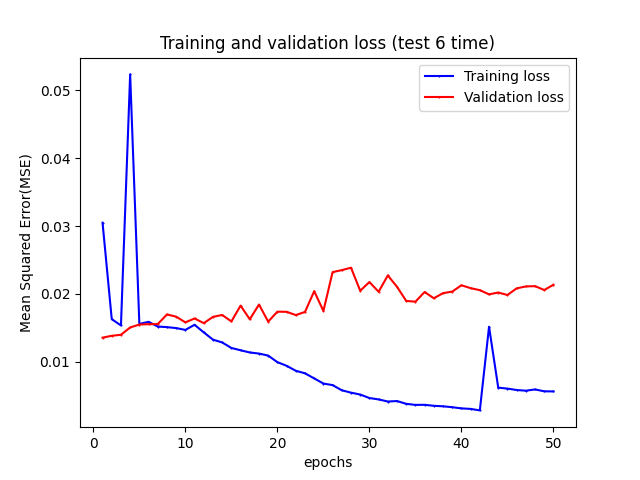 Training and validation loss (test 6 time)
Training loss
Validation loss
Mean Squared Error(MSE)
0.05
0.04
0.03
0.02
0.01
0 10 20 30 40 50
epochs